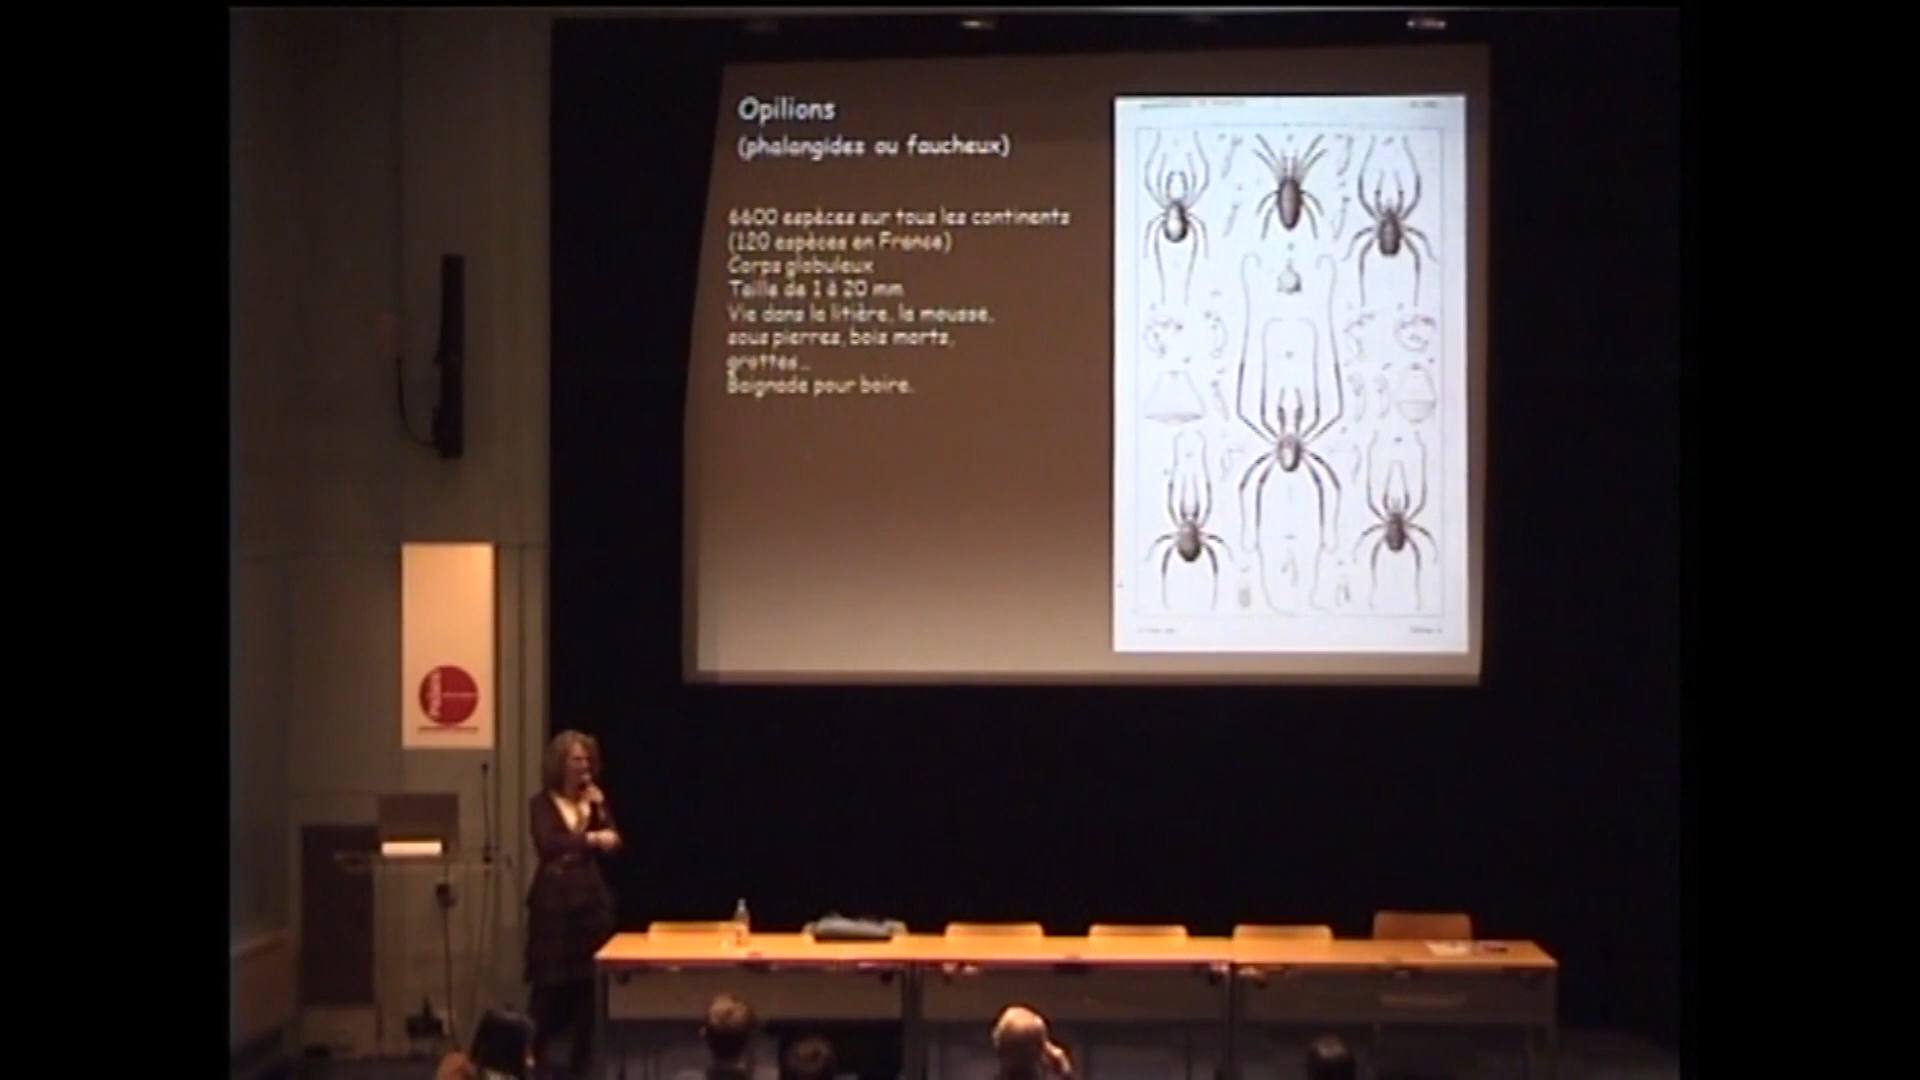 Opilions
(phalangides ou faucheux)
6600 espèces sur tous les continents
(120 espèces en France)
Corps globuleux
Taille de 1 à 20 mm
Vie dans la litière, la mousse,
sous pierres, bois morts,
grottes...
Baignade pour boire.